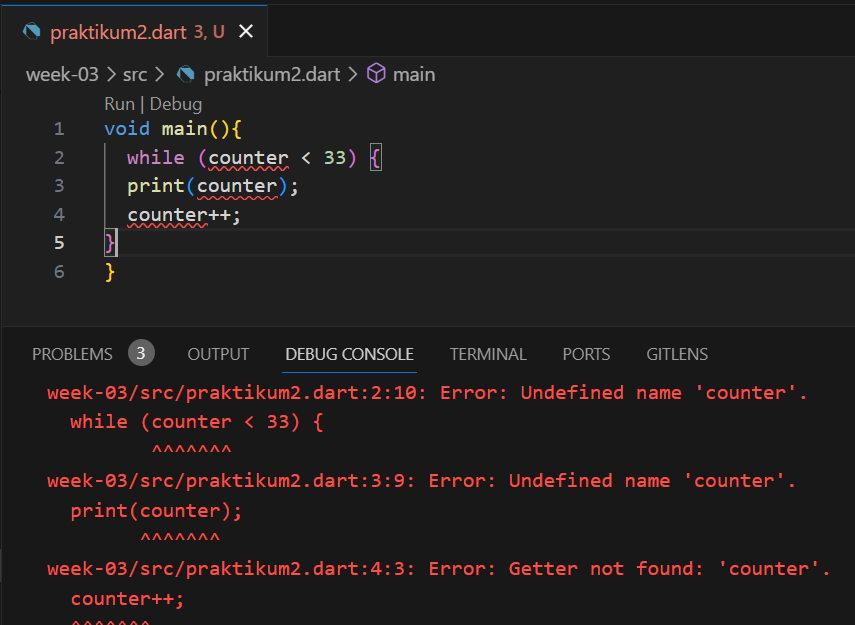 praktikum2.dart 3, U
week-03 > src > praktikum2.dart > main
Run | Debug
1 void main(){
2   while (counter < 33) {
3   print(counter);
4   counter++;
5 }
6 }
PROBLEMS 3 OUTPUT DEBUG CONSOLE TERMINAL PORTS GITLENS
week-03/src/praktikum2.dart:2:10: Error: Undefined name 'counter'.
  while (counter < 33) {
         ^^^^^^^
week-03/src/praktikum2.dart:3:9: Error: Undefined name 'counter'.
  print(counter);
        ^^^^^^^
week-03/src/praktikum2.dart:4:3: Error: Getter not found: 'counter'.
  counter++;
  ^^^^^^^